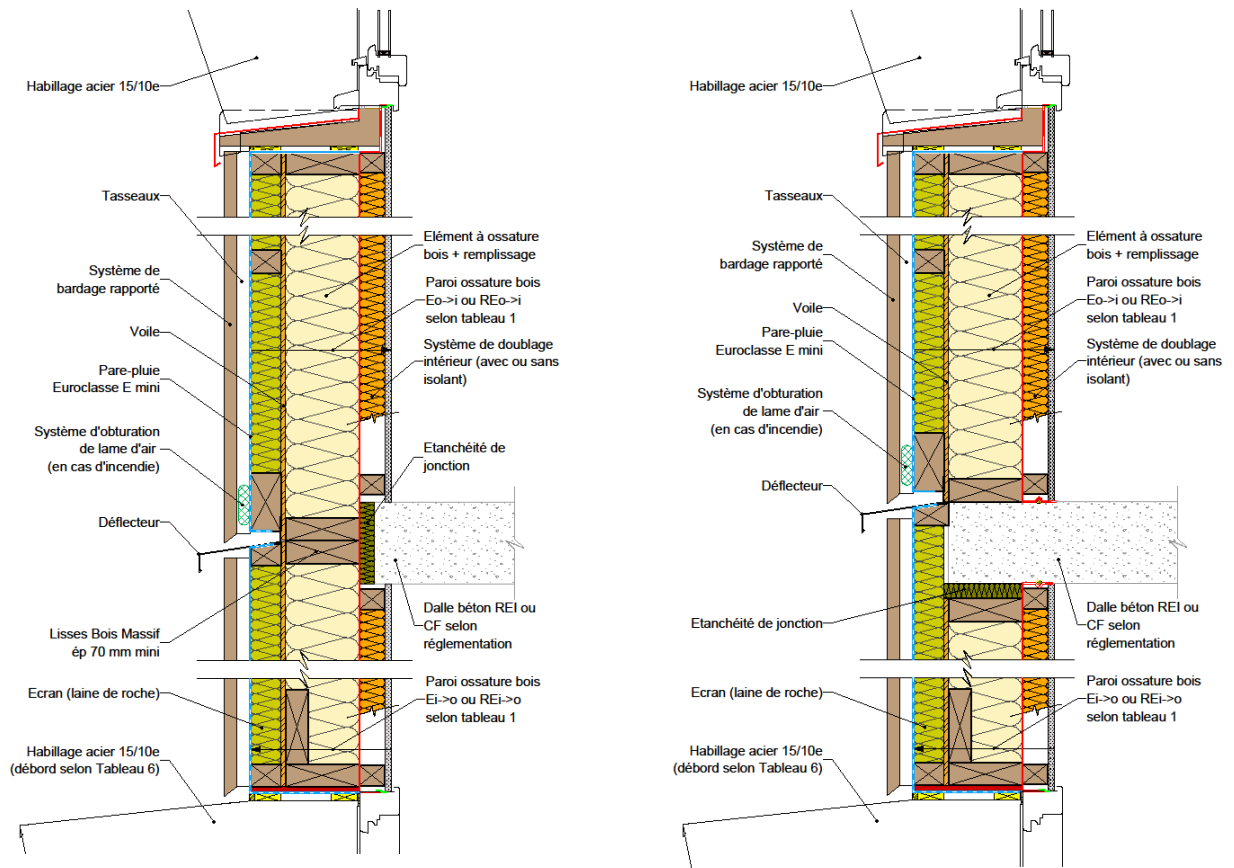 Habillage acier 15/10e
Tasseaux
Système de
bardage rapporté
Voile
Pare-pluie
Euroclasse E mini
Système d'obturation
de lame d'air
(en cas d'incendie)
Déflecteur
Lisses Bois Massif
ép 70 mm mini
Ecran (laine de roche)
Habillage acier 15/10e
(débord selon Tableau 6)
Elément à ossature
bois + remplissage
Paroi ossature bois
Eo->i ou REo->i
selon tableau 1
Système de doublage
intérieur (avec ou sans
isolant)
Etanchéité de
jonction
Dalle béton REI ou
CF selon
réglementation
Paroi ossature bois
Ei->o ou REi->o
selon tableau 1
Habillage acier 15/10e
Tasseaux
Système de
bardage rapporté
Voile
Pare-pluie
Euroclasse E mini
Système d'obturation
de lame d'air
(en cas d'incendie)
Déflecteur
Etanchéité de jonction
Ecran (laine de roche)
Habillage acier 15/10e
(débord selon Tableau 6)
Elément à ossature
bois + remplissage
Paroi ossature bois
Eo->i ou REo->i
selon tableau 1
Système de doublage
intérieur (avec ou sans
isolant)
Dalle béton REI ou
CF selon
réglementation
Paroi ossature bois
Ei->o ou REi->o
selon tableau 1